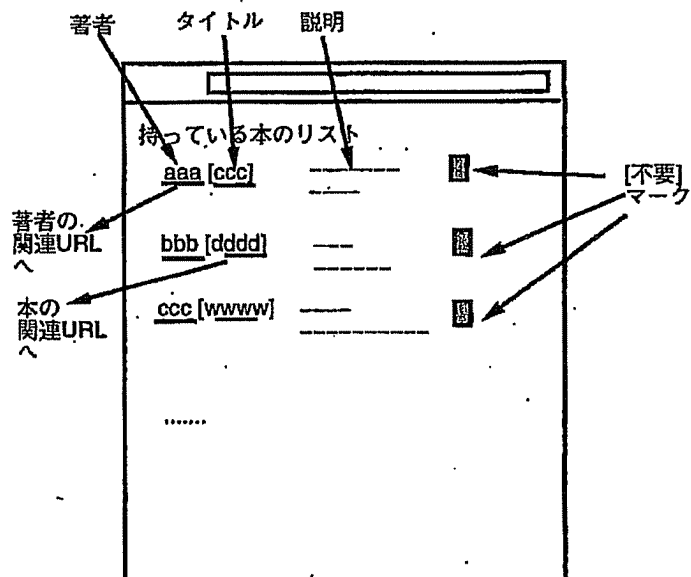 著者 タイトル 説明
持っている本のリスト
aaa [ccc]
[不要]
マーク
著者の
関連URL
へ
bbb [dddd]
本の
関連URL
へ
ccc [wwww]
.......